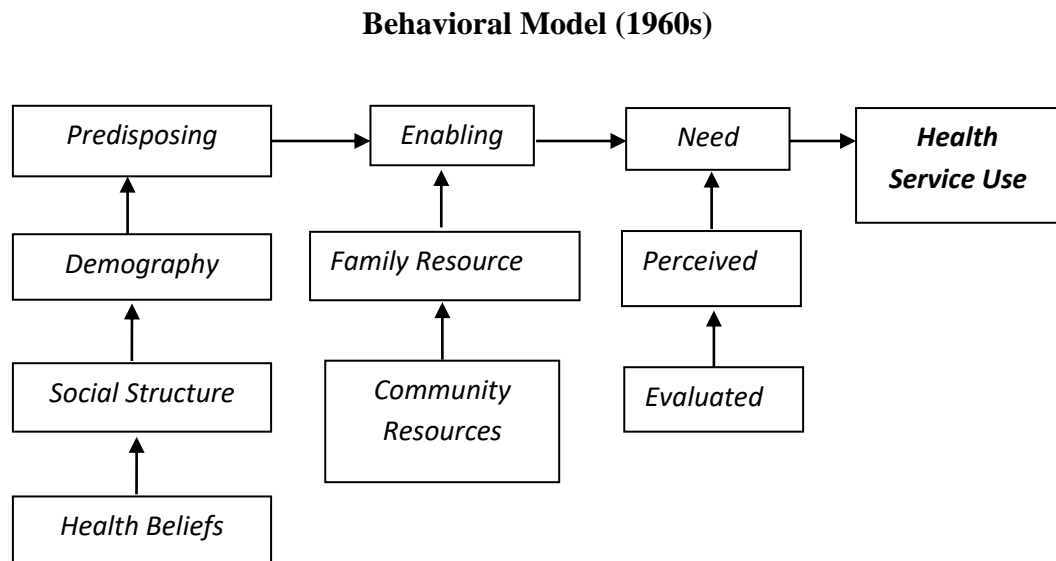 Behavioral Model (1960s)
Predisposing
Enabling
Need
Health
Service Use
Demography
Family Resource
Perceived
Social Structure
Community
Resources
Evaluated
Health Beliefs